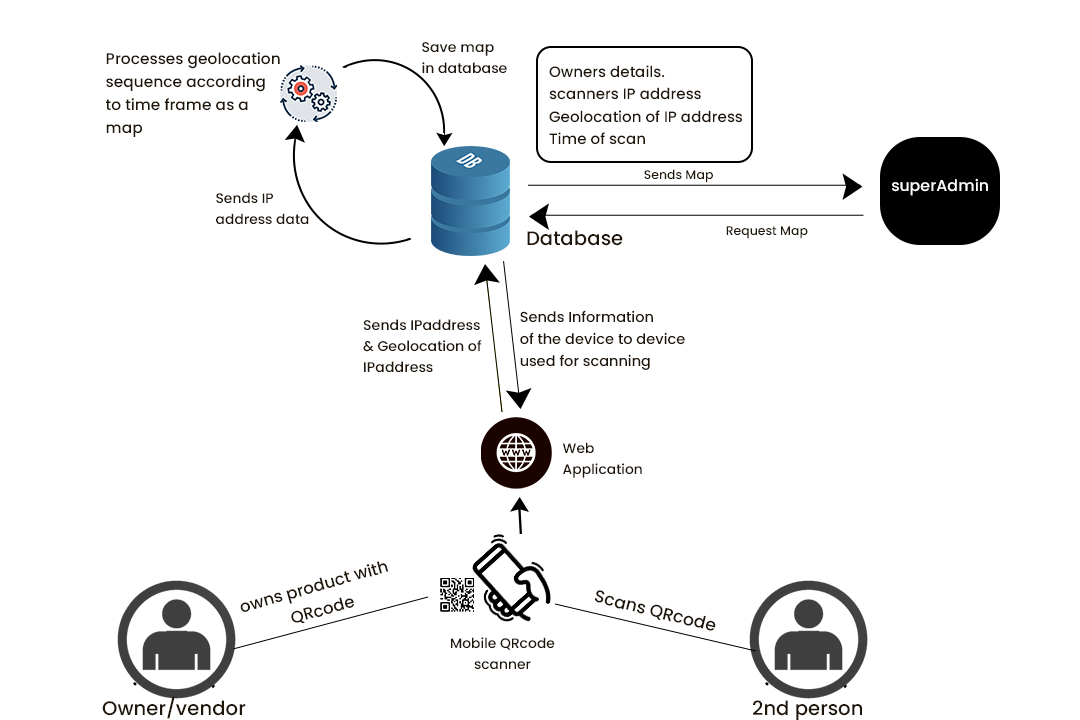 Processes geolocation
sequence according
to time frame as a
map
Save map
in database
Owners details.
scanners IP address
Geolocation of IP address
Time of scan
DB
Sends Map
superAdmin
Sends IP
address data
Request Map
Database
Sends IPaddress
& Geolocation of
IPaddress
Sends Information
of the device to device
used for scanning
WWW
Web
Application
owns product with
QRcode
Scans QRcode
Mobile QRcode
scanner
Owner/vendor
2nd person